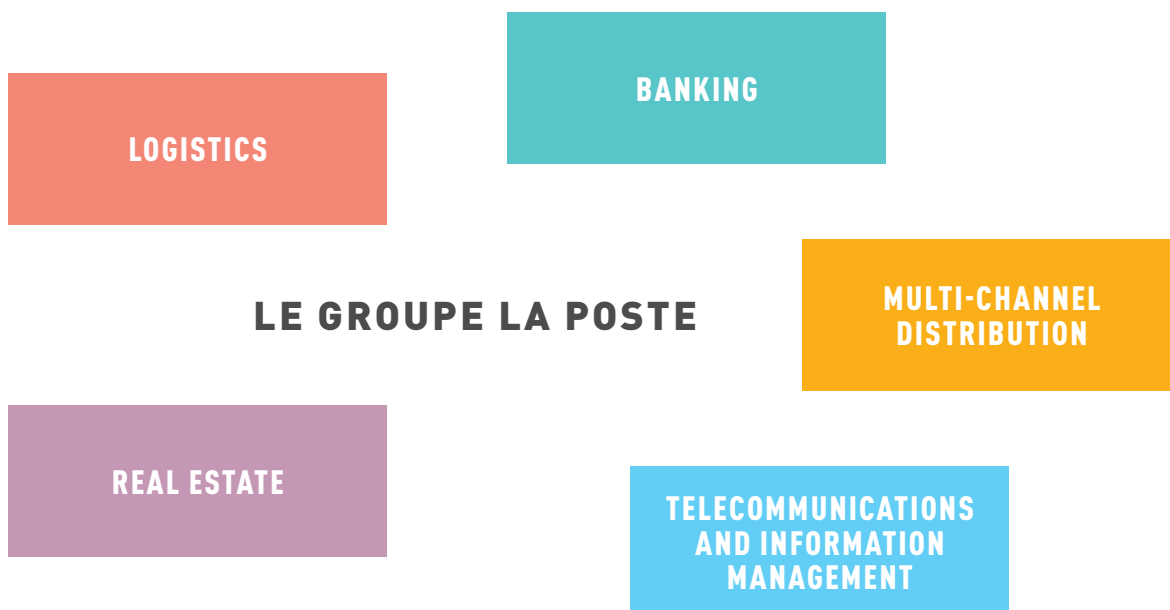 BANKING
LOGISTICS
MULTI-CHANNEL
DISTRIBUTION
LE GROUPE LA POSTE
REAL ESTATE
TELECOMMUNICATIONS
AND INFORMATION
MANAGEMENT